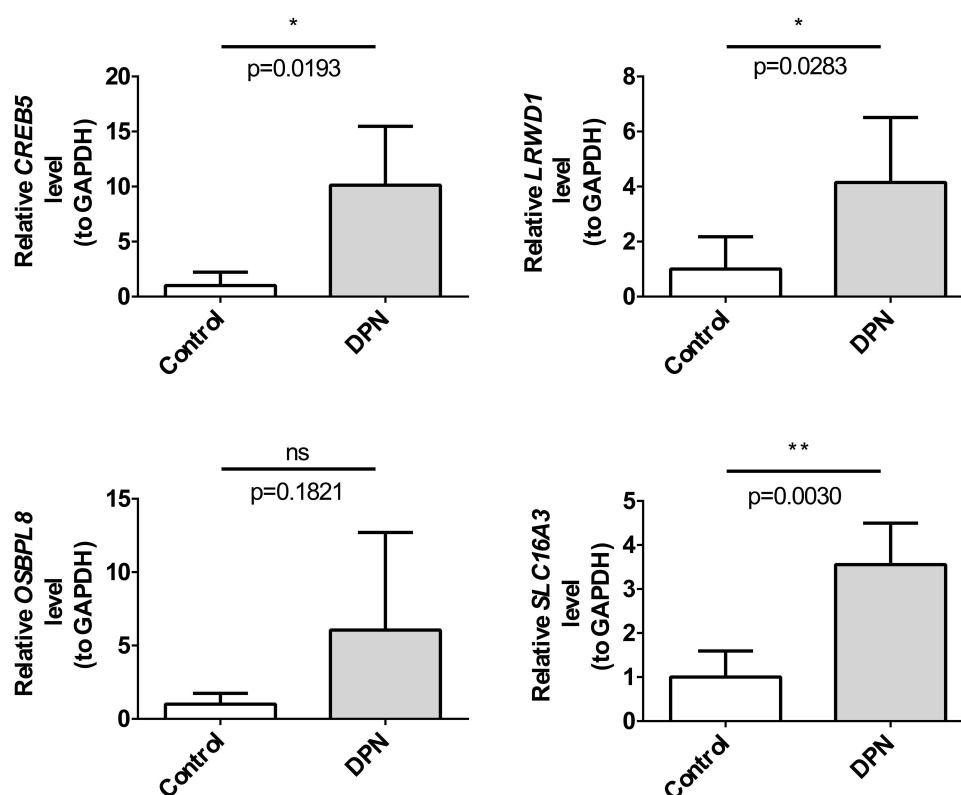 *
p=0.0193
Relative CREB5
level
(to GAPDH)
20
15
10
5
0
Control
DPN
*
p=0.0283
Relative LRWD1
level
(to GAPDH)
8
6
4
2
0
Control
DPN
ns
p=0.1821
Relative OSBPL8
level
(to GAPDH)
15
10
5
0
Control
DPN
**
p=0.0030
Relative SLC16A3
level
(to GAPDH)
5
4
3
2
1
0
Control
DPN